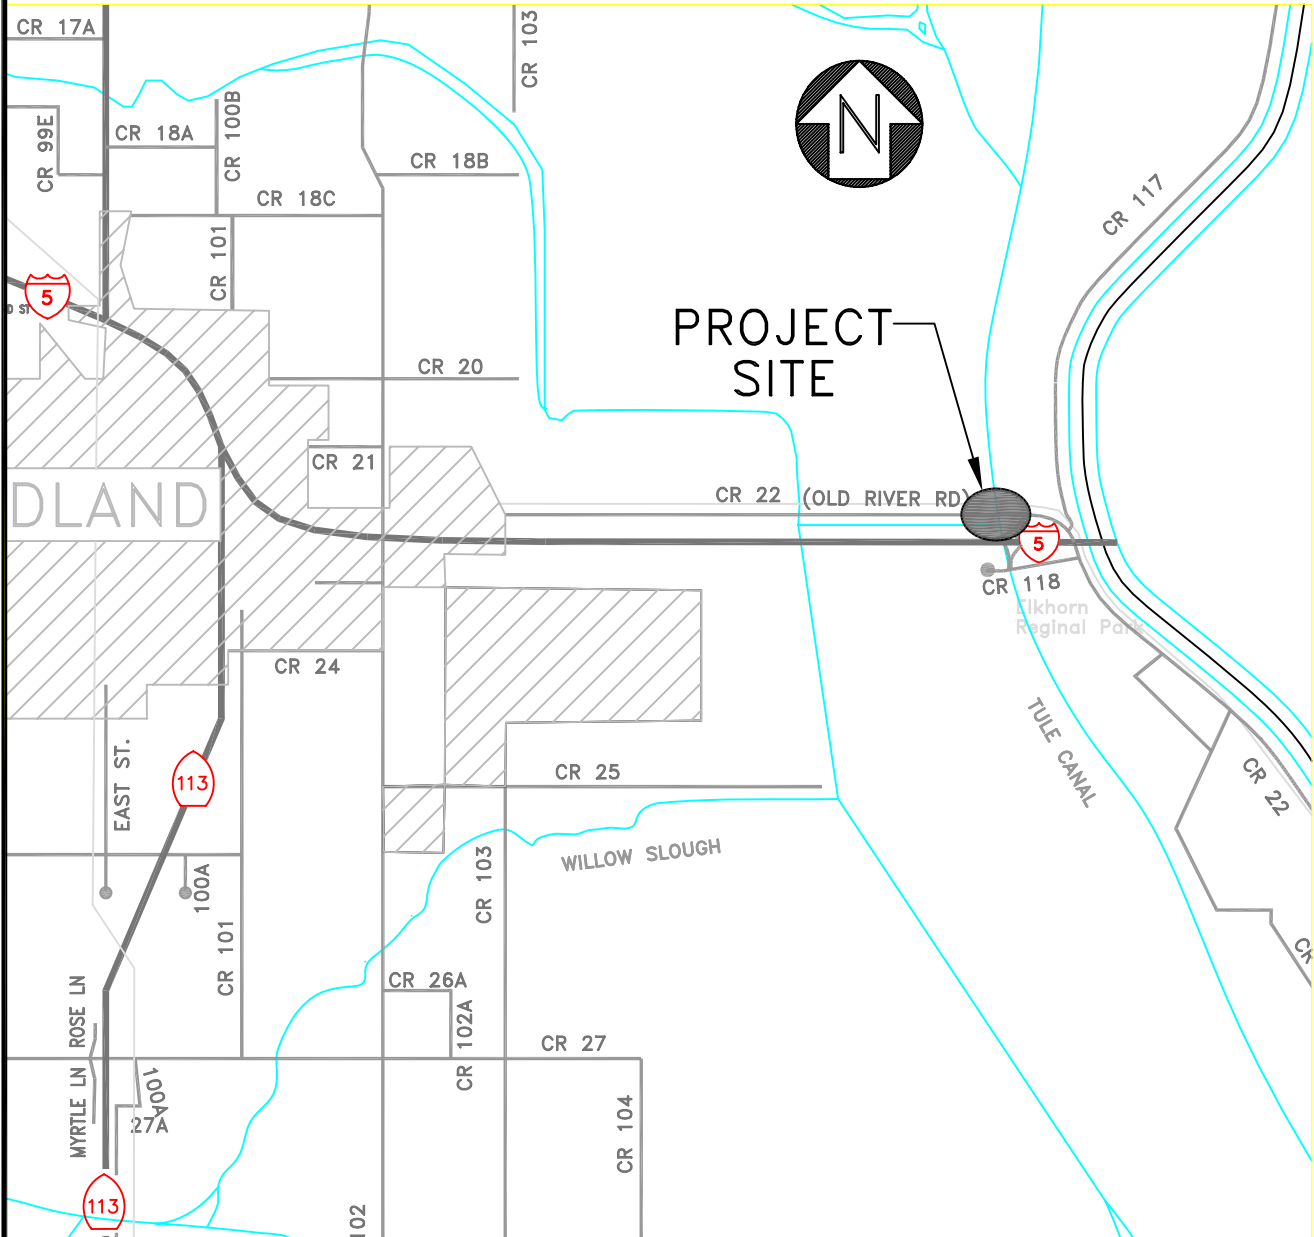 CR 17A
CR 103
CR 99E
CR 18A
CR 100B
N
CR 18B
CR 18C
CR 117
CR 101
5
D ST
PROJECT
SITE
CR 20
CR 21
DLAND
CR 22 (OLD RIVER RD)
5
CR 118
Elkhorn
Reginal Park
CR 24
TULE CANAL
EAST ST.
113
CR 25
CR 22
WILLOW SLOUGH
100A
CR 103
CR 101
CR
CR 26A
ROSE LN
CR 102A
CR 27
MYRTLE LN
100A
27A
CR 104
113
102